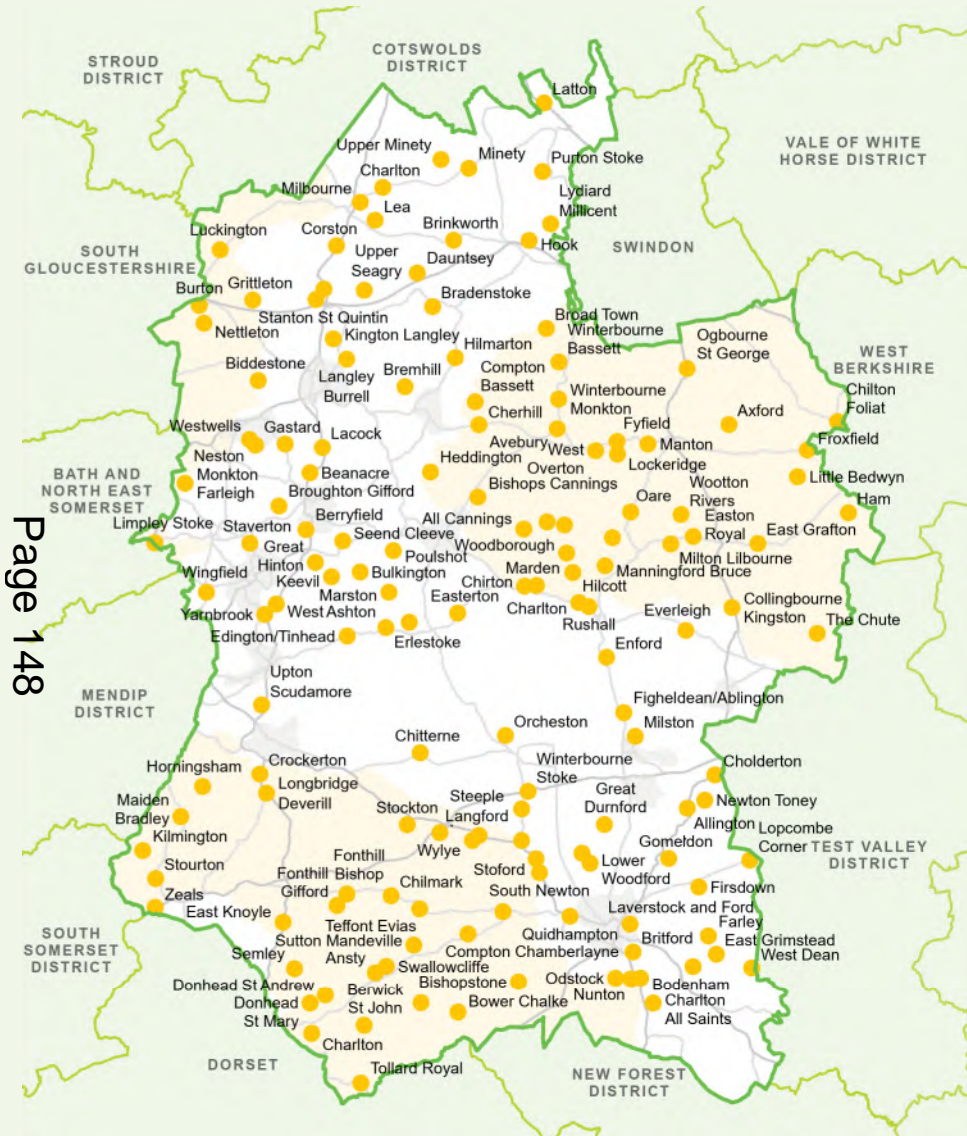 STROUD
DISTRICT
COTSWOLDS
DISTRICT
Latton
VALE OF WHITE
HORSE DISTRICT
Upper Minety
Minety
Purton Stoke
Charlton
Milbourne
Lydiard
Millicent
Lea
Luckington
Corston
Brinkworth
Hook
SWINDON
SOUTH
GLOUCESTERSHIRE
Upper
Seagry
Dauntsey
Burton
Grittleton
Bradenstoke
Stanton St Quintin
Nettleton
Kington Langley
Broad Town
Winterbourne
Bassett
Ogbourne
St George
Hilmarton
WEST
BERKSHIRE
Biddestone
Langley
Burrell
Bremhill
Compton
Bassett
Winterbourne
Monkton
Chilton
Foliat
Axford
Cherhill
Westwells
Gastard
Lacock
Fyfield
Avebury
West
Overton
Manton
Froxfield
Neston
Heddington
Lockeridge
BATH AND
NORTH EAST
SOMERSET
Monkton
Farleigh
Beanacre
Bishops Cannings
Wootton
Rivers
Little Bedwyn
Broughton Gifford
Oare
Ham
Limpley Stoke
Staverton
Berryfield
All Cannings
Easton
Royal
East Grafton
Seend Cleeve
Great
Hinton
Poulshot
Woodborough
Milton Lilbourne
Wingfield
Keevil
Bulkington
Marden
Manningford Bruce
Marston
Chirton
Hilcott
Yarnbrook
West Ashton
Easterton
Charlton
Rushall
Everleigh
Collingbourne
Kingston
The Chute
Edington/Tinhead
Erlestoke
Enford
Page 148
Upton
Scudamore
MENDIP
DISTRICT
Figheldean/Ablington
Orcheston
Milston
Chitterne
Horningsham
Crockerton
Winterbourne
Stoke
Cholderton
Longbridge
Deverill
Maiden
Bradley
Steeple
Langford
Great
Durnford
Newton Toney
Stockton
Allington
Kilmington
Wylye
Gomeldon
Lopcombe
Corner
TEST VALLEY
DISTRICT
Stourton
Fonthill
Bishop
Stoford
Lower
Woodford
Fonthill
Gifford
Chilmark
South Newton
Firsdown
Zeals
East Knoyle
Laverstock and Ford
SOUTH
SOMERSET
DISTRICT
Teffont Evias
Quidhampton
Farley
Sutton Mandeville
Britford
East Grimstead
Semley
Ansty
Compton Chamberlayne
West Dean
Swallowcliffe
Donhead St Andrew
Bishopstone
Odstock
Bodenham
Berwick
St John
Nunton
Donhead
St Mary
Bower Chalke
Charlton
All Saints
Charlton
DORSET
Tollard Royal
NEW FOREST
DISTRICT